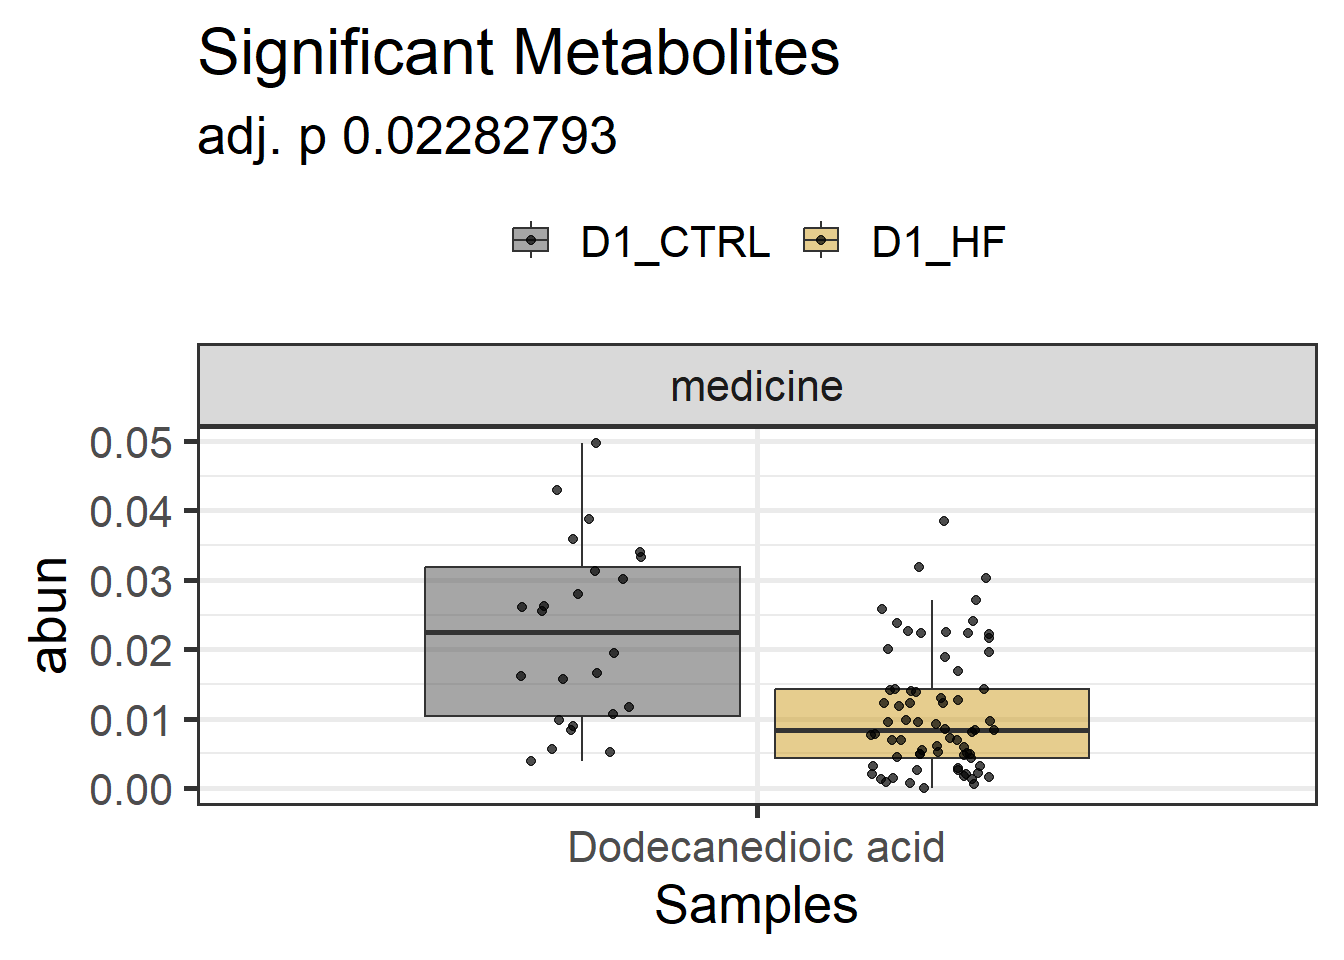 Significant Metabolites
adj. p 0.02282793
D1_CTRL D1_HF
medicine
0.05
0.04
0.03
0.02
0.01
0.00
abun
Dodecanedioic acid
Samples